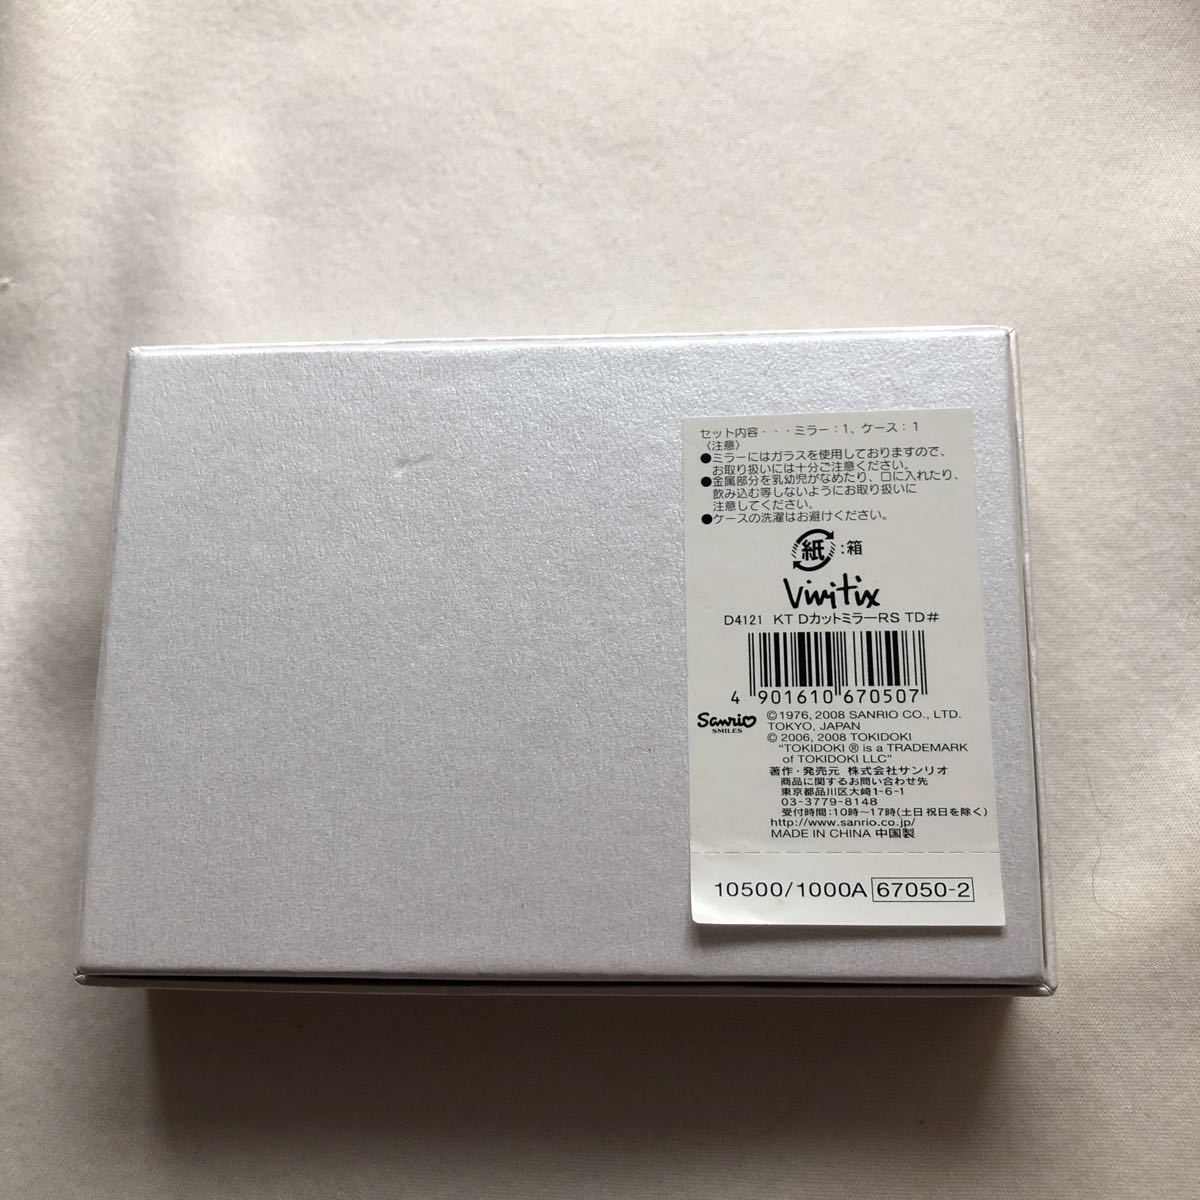 セット内容・・・ミラー：1、ケース：1
〈注意〉
●ミラーにはガラスを使用しておりますので、
お取り扱いには十分ご注意ください。
●金属部分を乳幼児がなめたり、口に入れたり、
飲み込む等しないようにお取り扱いに
注意してください。
●ケースの洗濯はお避けください。
紙：箱
Vivitix
D4121 KT DカットミラーRS TD#
4 901610 670507
Sanrio
SMILES
©1976, 2008 SANRIO CO., LTD.
TOKYO, JAPAN
© 2006, 2008 TOKIDOKI
"TOKIDOKI ® is a TRADEMARK
of TOKIDOKI LLC"
著作・発売元 株式会社サンリオ
商品に関するお問い合わせ先
東京都品川区大崎1-6-1
03-3779-8148
受付時間：10時～17時(土日祝日を除く)
http://www.sanrio.co.jp/
MADE IN CHINA 中国製
10500/1000A 67050-2